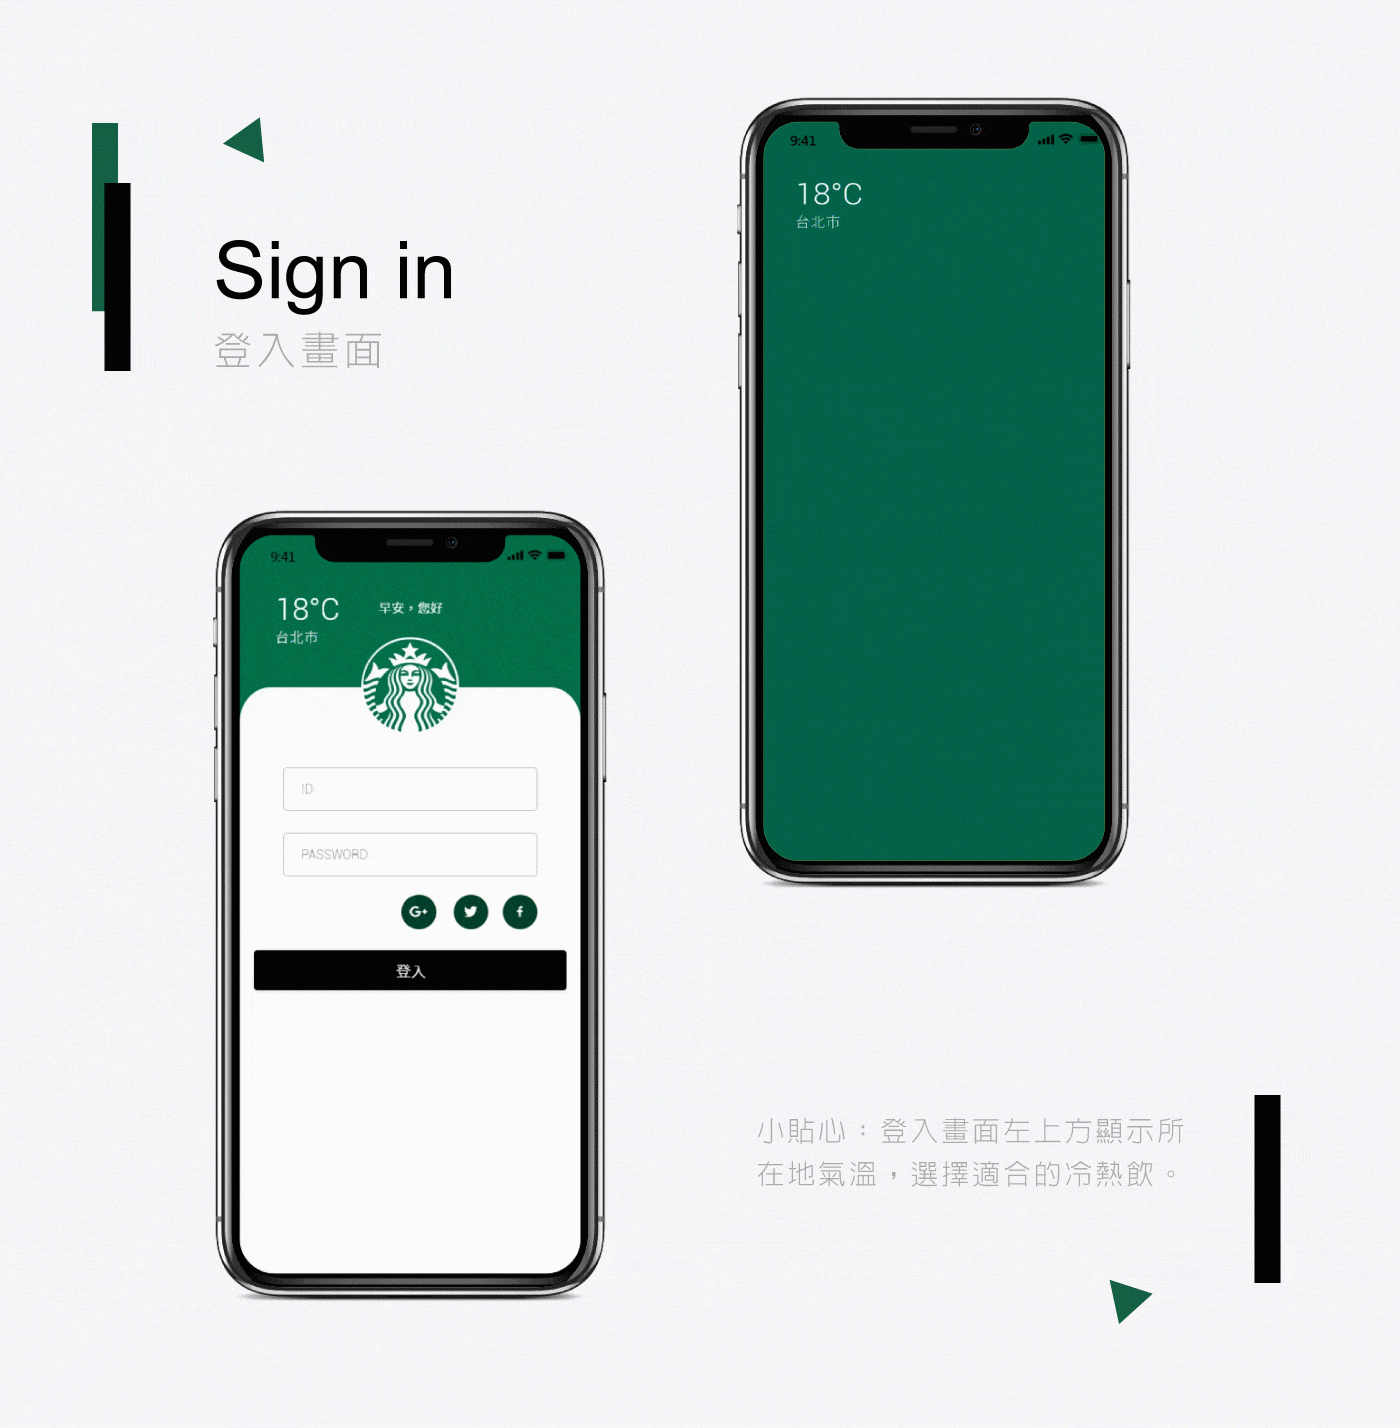 Sign in
登入畫面
9:41
18°C
台北市
9:41
18°C
早安，您好
台北市
ID
PASSWORD
G+
登入
小貼心：登入畫面左上方顯示所
在地氣溫，選擇適合的冷熱飲。